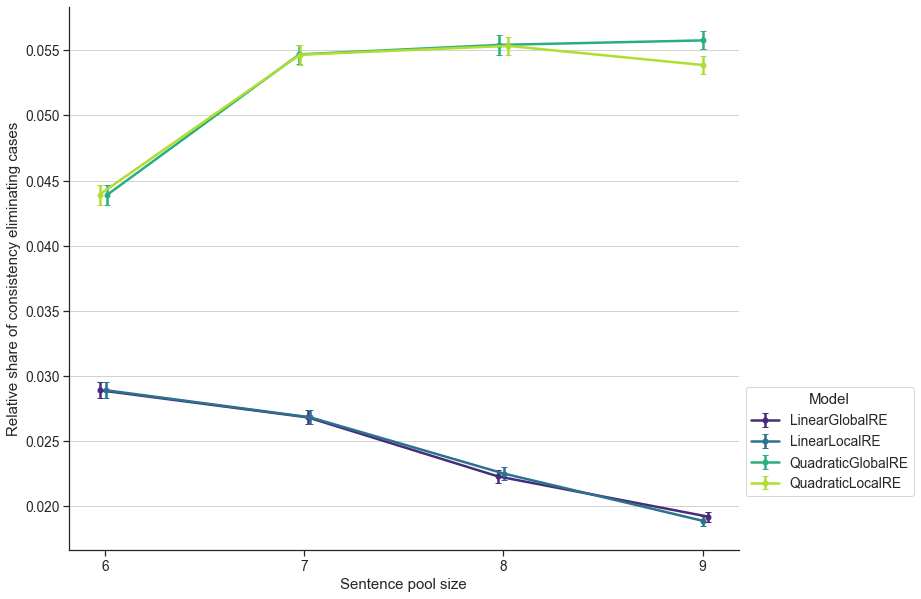 Relative share of consistency eliminating cases
0.055
0.050
0.045
0.040
0.035
0.030
0.025
0.020
6 7 8 9
Sentence pool size
Model
LinearGlobalRE
LinearLocalRE
QuadraticGlobalRE
QuadraticLocalRE